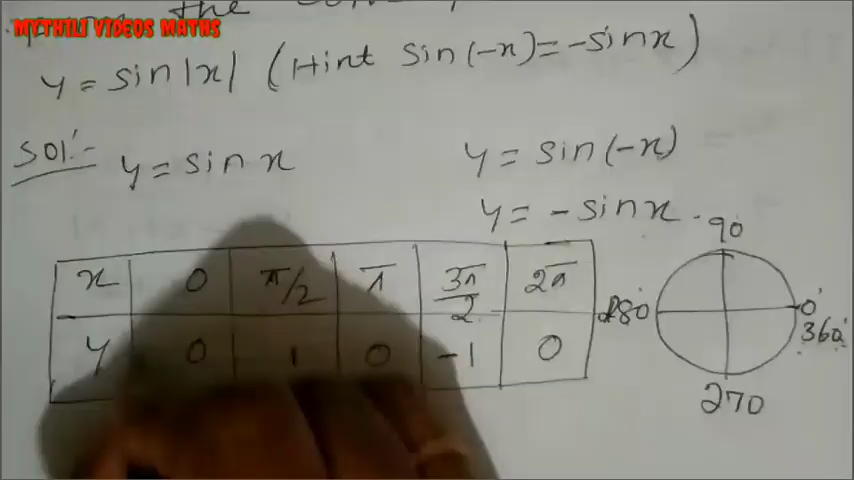 the
MYTHILI VIDEOS MATHS
y = sin|x| (Hint sin(-x)=-sinx)
Sol:- y = sin x
y = sin(-x)
y = -sinx.
x 0 π/2 π 3π/2 2π
y 0 1 0 -1 0
90
180 0 360
270